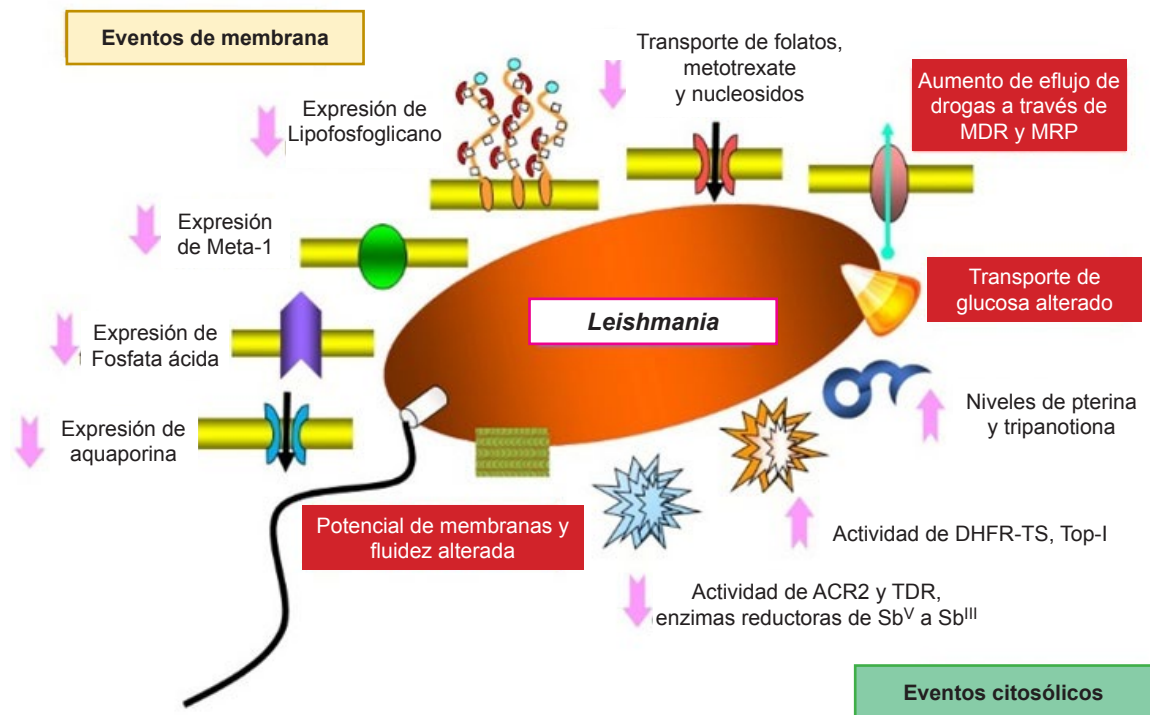 Eventos de membrana
Expresión de
Lipofosfoglicano
Transporte de folatos,
metotrexate
y nucleosidos
Aumento de eflujo de
drogas a través de
MDR y MRP
Expresión
de Meta-1
Transporte de
glucosa alterado
Leishmania
Expresión de
Fosfata ácida
Niveles de pterina
y tripanotiona
Expresión de
aquaporina
Potencial de membranas y
fluidez alterada
Actividad de DHFR-TS, Top-I
Actividad de ACR2 y TDR,
enzimas reductoras de Sbⱽ a Sbᴵᴵᴵ
Eventos citosólicos